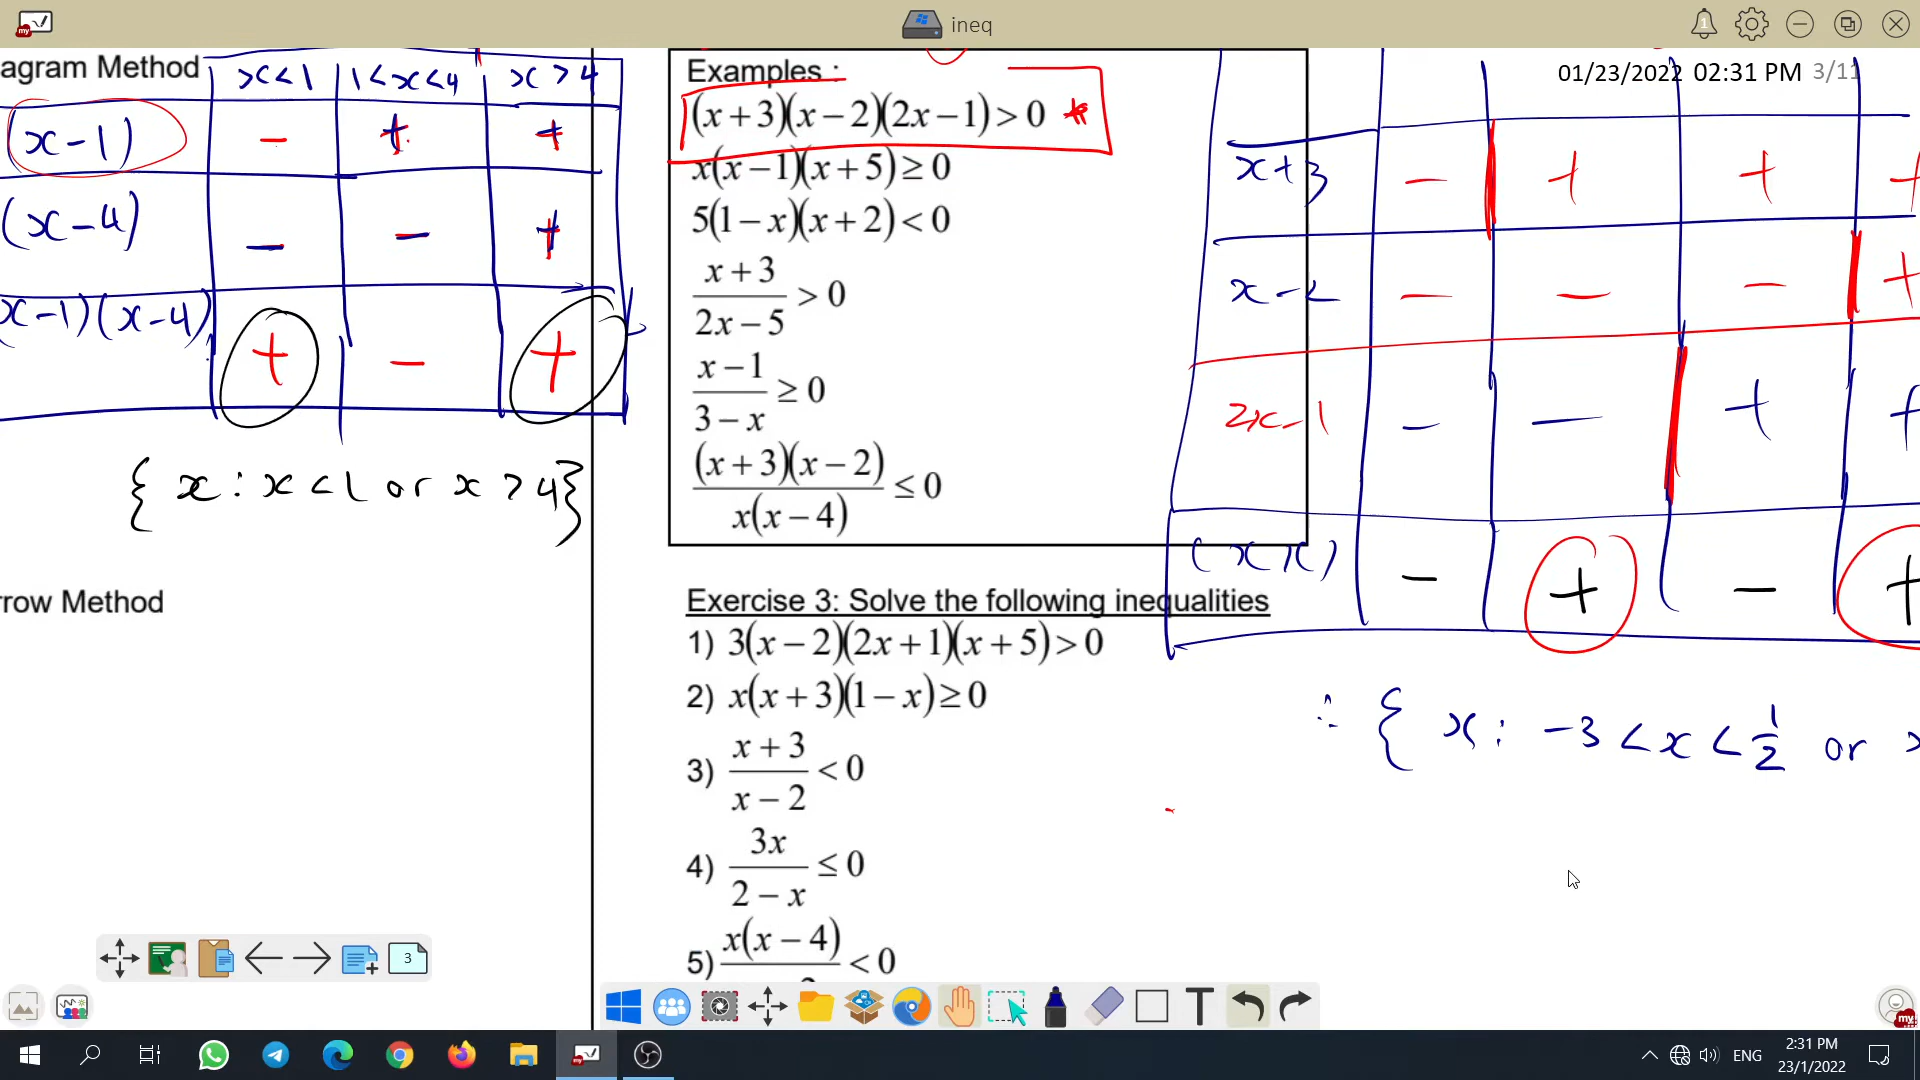 ineq
agram Method
x<1 | 1<x<4 | x>4
(x-1) - + +
(x-4) - - +
x-1)(x-4) + - +
{ x : x<1 or x>4}
rrow Method
Examples :
(x+3)(x−2)(2x−1)>0 *
x(x−1)(x+5)≥0
5(1−x)(x+2)<0
x+3
2x−5 >0
x−1
3−x ≥0
(x+3)(x−2)
x(x−4) ≤0
Exercise 3: Solve the following inequalities
1) 3(x−2)(2x+1)(x+5)>0
2) x(x+3)(1−x)≥0
3) x+3
x−2 <0
4) 3x
2−x ≤0
5) x(x−4) <0
01/23/2022 02:31 PM 3/11
x+3 - + + +
x-2 - - - +
2x-1 - - + +
- + - +
∴ { x : -3<x<1/2 or
3
T
my
ENG
2:31 PM
23/1/2022